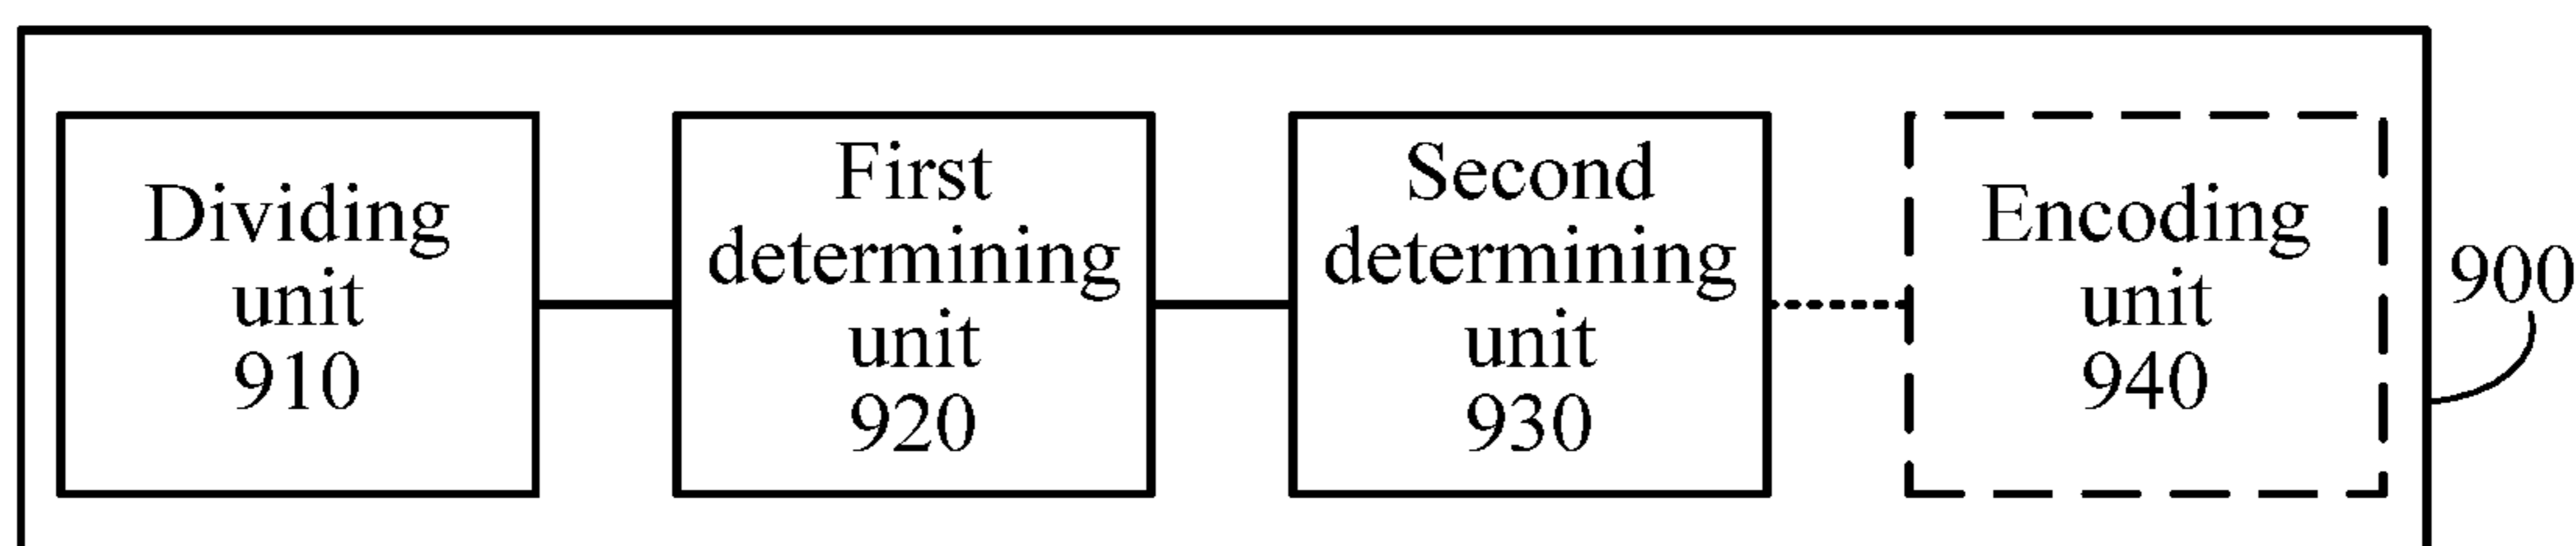 Dividing
unit
910
First
determining
unit
920
Second
determining
unit
930
Encoding
unit
940
900